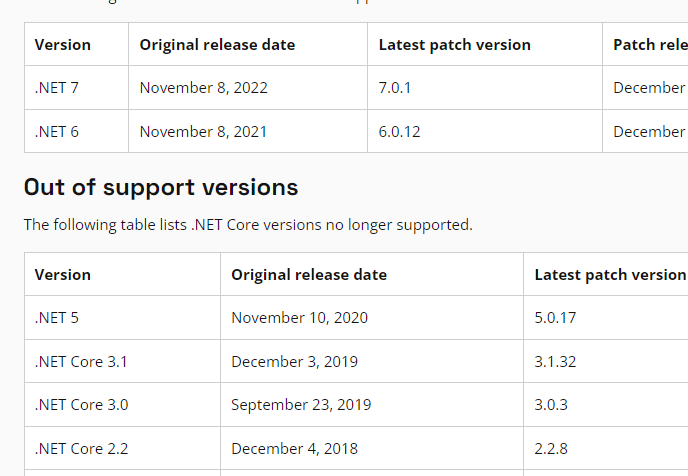 Version Original release date Latest patch version Patch rele
.NET 7 November 8, 2022 7.0.1 December
.NET 6 November 8, 2021 6.0.12 December
Out of support versions
The following table lists .NET Core versions no longer supported.
Version Original release date Latest patch version
.NET 5 November 10, 2020 5.0.17
.NET Core 3.1 December 3, 2019 3.1.32
.NET Core 3.0 September 23, 2019 3.0.3
.NET Core 2.2 December 4, 2018 2.2.8